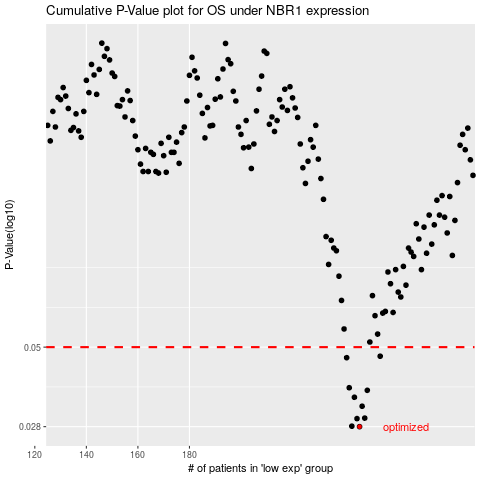 Cumulative P-Value plot for OS under NBR1 expression
P-Value(log10)
0.05
0.028
optimized
120 140 160 180
# of patients in 'low exp' group